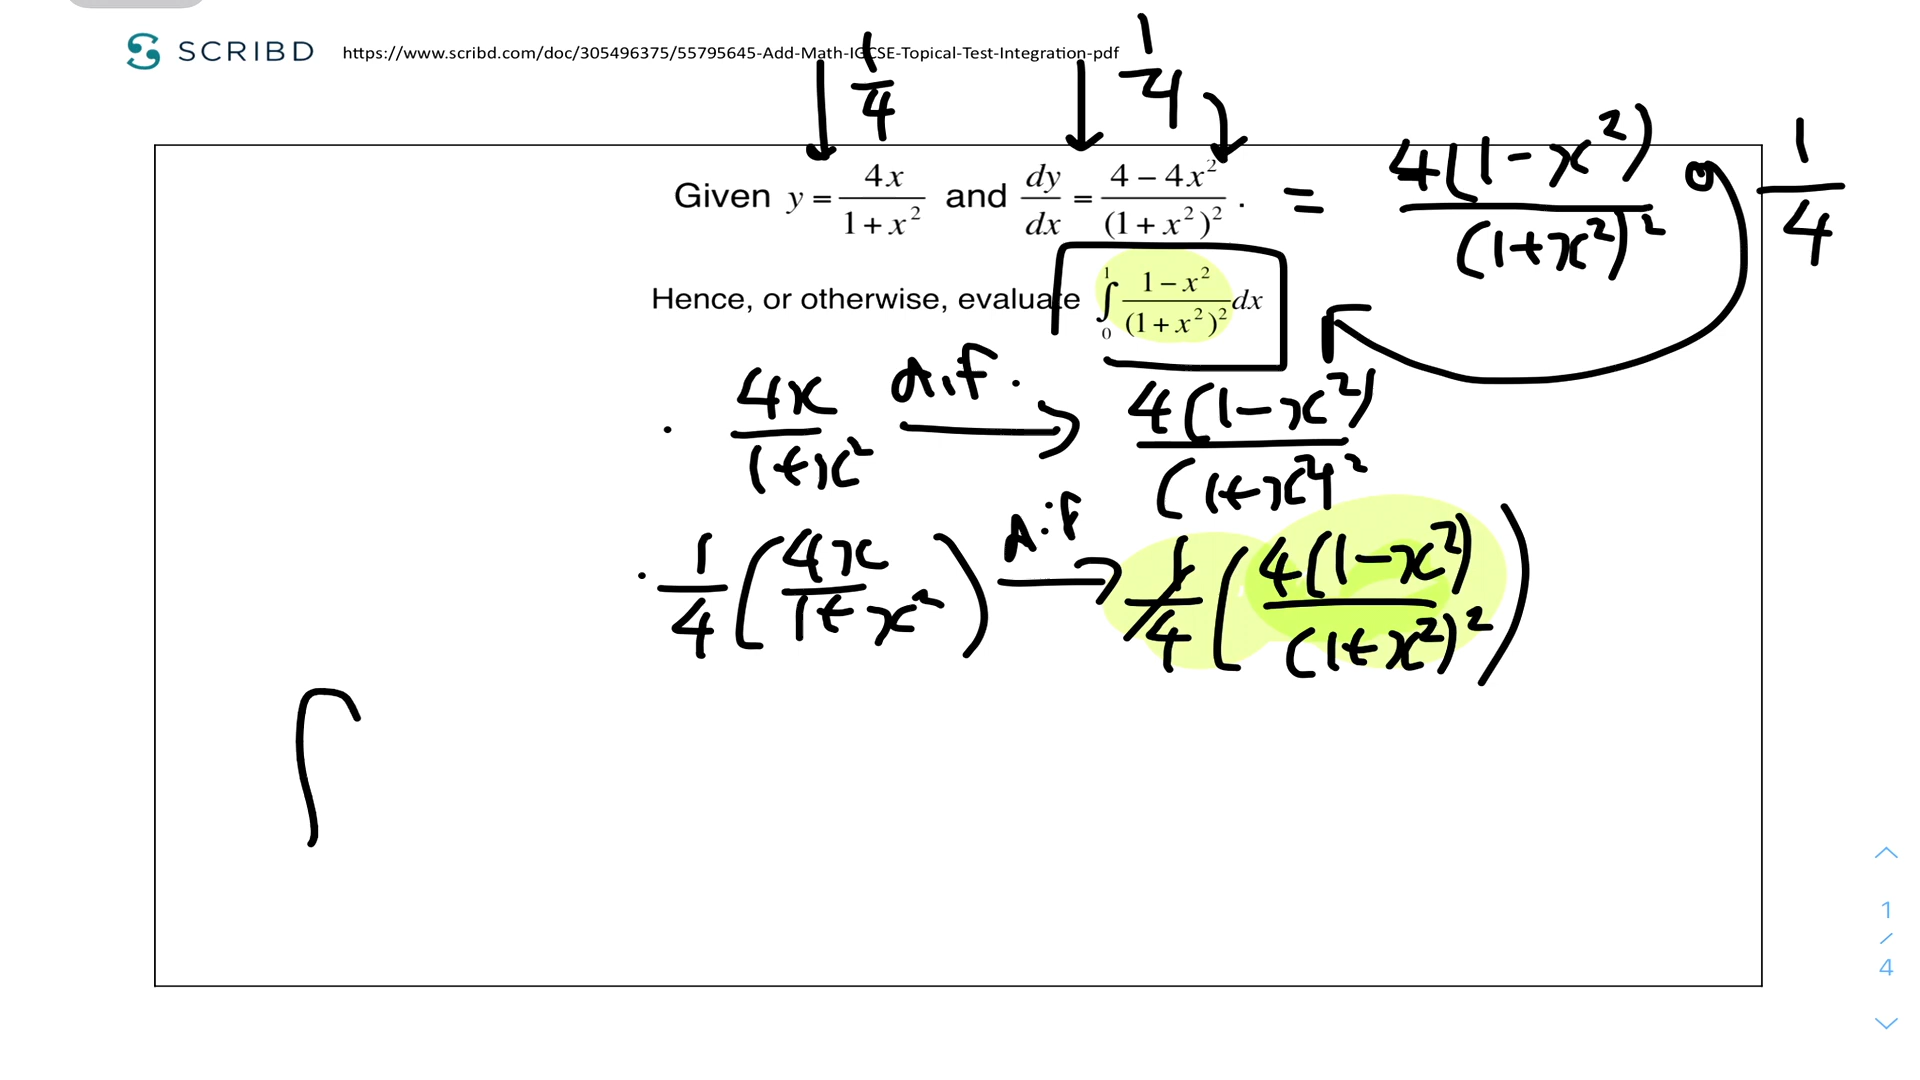 SCRIBD https://www.scribd.com/doc/305496375/55795645-Add-Math-IGCSE-Topical-Test-Integration-pdf
↓ 1/4 ↓ 1/4 ↓
Given y = 4x/(1 + x²) and dy/dx = (4 − 4x²)/(1 + x²)² . = 4(1 − x²)/(1+x²)² 1/4
Hence, or otherwise, evaluate ∫₀¹ (1 − x²)/(1 + x²)² dx
· 4x/(1+x²) A.F. → 4(1−x²)/(1+x²)²
· 1/4 (4x/(1+x²)) A.F → 1/4 (4(1−x²)/(1+x²)²)
∫
1
/
4